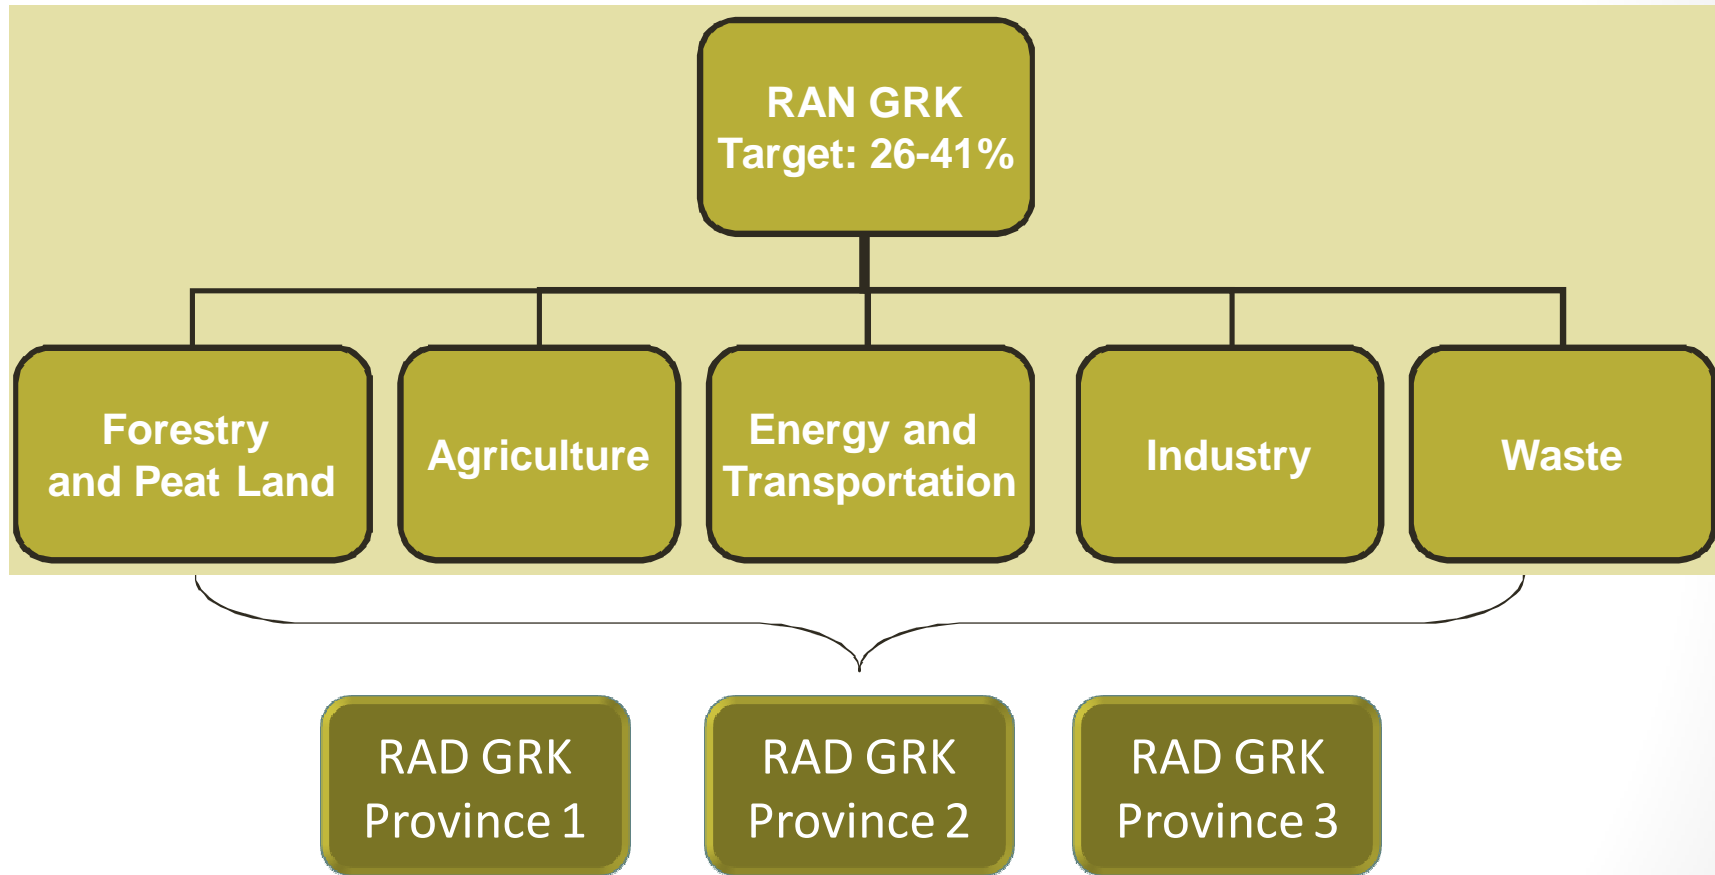 RAN GRK
Target: 26-41%
Forestry
and Peat Land
Agriculture
Energy and
Transportation
Industry
Waste
RAD GRK
Province 1
RAD GRK
Province 2
RAD GRK
Province 3